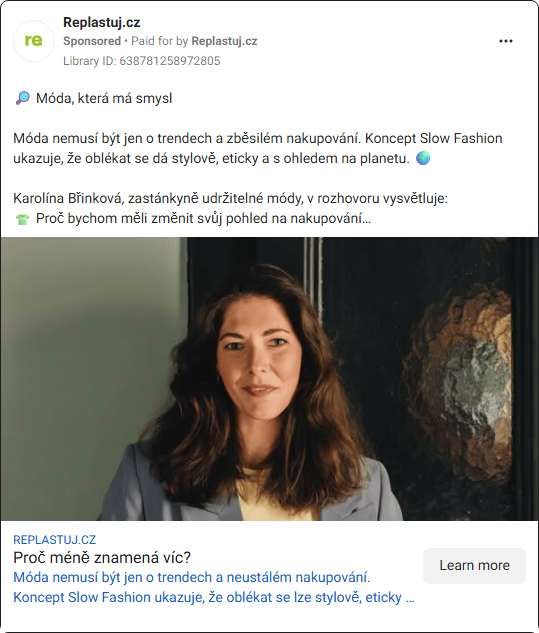 re
Replastuj.cz
Sponsored • Paid for by Replastuj.cz
Library ID: 638781258972805
🔎 Móda, která má smysl
Móda nemusí být jen o trendech a zběsilém nakupování. Koncept Slow Fashion
ukazuje, že oblékat se dá stylově, eticky a s ohledem na planetu. 🌍
Karolína Břinková, zastánkyně udržitelné módy, v rozhovoru vysvětluje:
👕 Proč bychom měli změnit svůj pohled na nakupování...
REPLASTUJ.CZ
Proč méně znamená víc?
Móda nemusí být jen o trendech a neustálém nakupování.
Koncept Slow Fashion ukazuje, že oblékat se lze stylově, eticky ...
Learn more